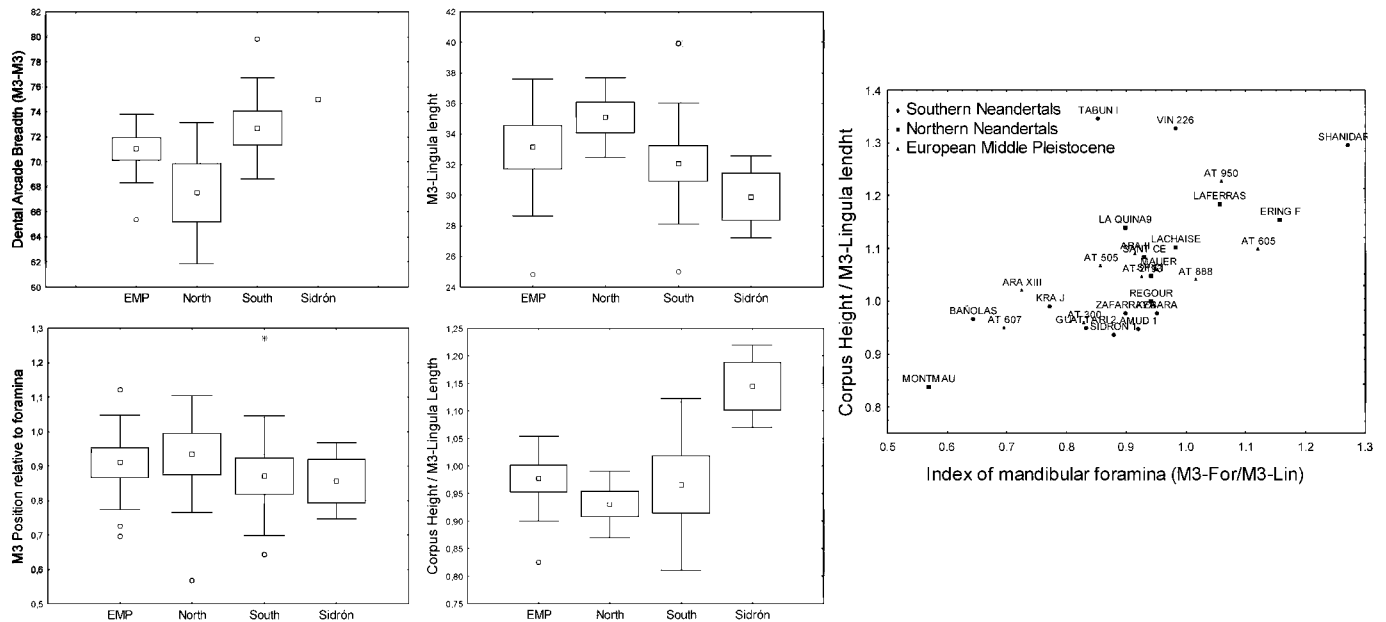 Dental Arcade Breadth (M3-M3)
82
80
78
76
74
72
70
68
66
64
62
60
EMP North South Sidrón
M3-Lingula lenght
42
40
38
36
34
32
30
28
26
24
EMP North South Sidrón
M3 Position relative to foramina
1,3
1,2
1,1
1,0
0,9
0,8
0,7
0,6
0,5
EMP North South Sidrón
Corpus Height / M3-Lingula Length
1,25
1,20
1,15
1,10
1,05
1,00
0,95
0,90
0,85
0,80
0,75
EMP North South Sidrón
Corpus Height / M3-Lingula lendht
1.4
1.3
1.2
1.1
1.0
0.9
0.8
Southern Neandertals
Northern Neandertals
European Middle Pleistocene
TABUN I
VIN 226
SHANIDAR
AT 950
LAFERRAS
ERING F
LA QUINA9
LACHAISE
AT 605
SANT CE
AT 505
MAUER
AT 888
ARA XIII
REGOUR
KRA J
ZAFARRAYA
BAÑOLAS
AT 607
AT 300
GUATTARI 2
AMUD 1
SIDRON 1
MONTMAU
0.5 0.6 0.7 0.8 0.9 1.0 1.1 1.2 1.3
Index of mandibular foramina (M3-For/M3-Lin)